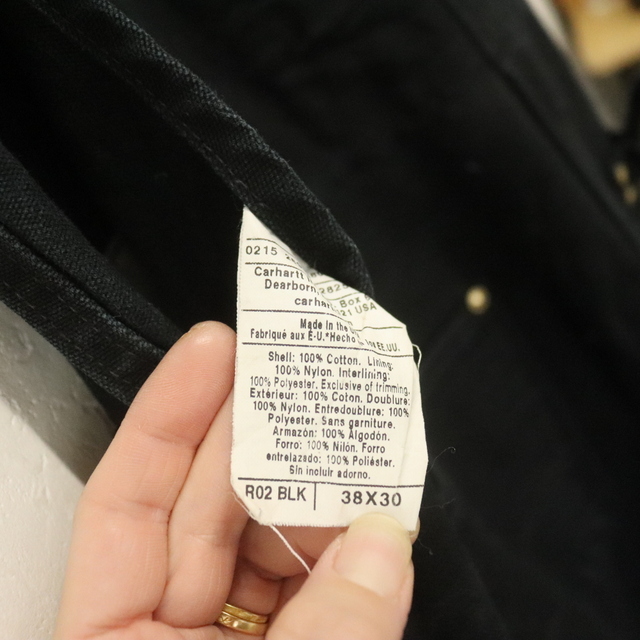 0215
Carhartt
Dearborn
carh Box
21 USA
Made in the
Fabriqué aux É-U.*Hecho EE.UU.
Shell: 100% Cotton. Lining:
100% Nylon. Interlining:
100% Polyester. Exclusive of trimming.
Extérieur: 100% Coton. Doublure:
100% Nylon. Entredoublure: 100%
Polyester. Sans garniture.
Armazón: 100% Algodón.
Forro: 100% Nilón. Forro
entrelazado: 100% Poliéster.
Sin incluir adorno.
R02 BLK 38X30